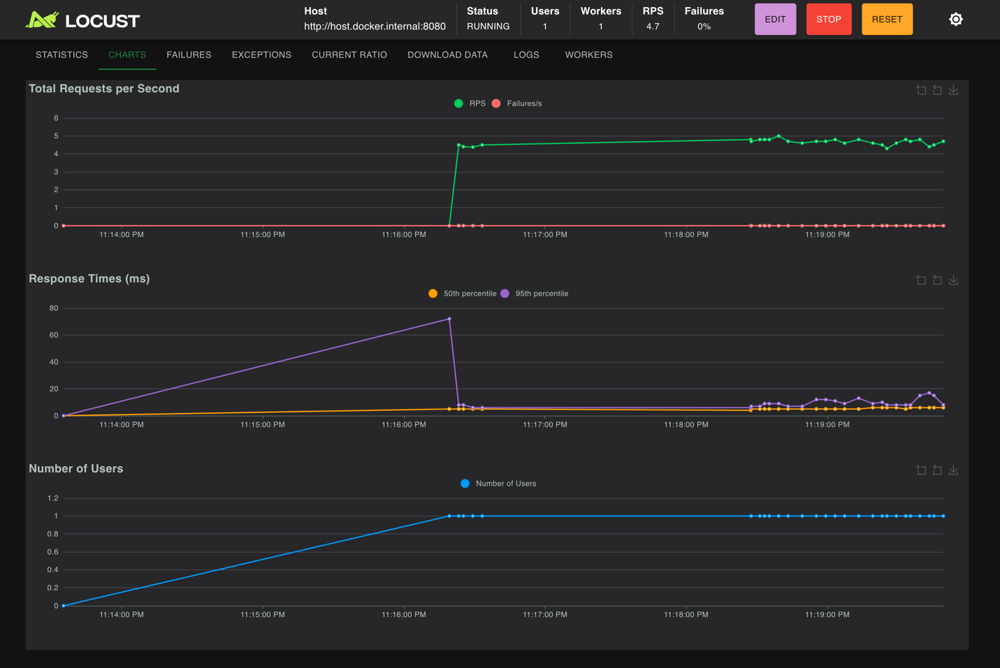 LOCUST
Host
http://host.docker.internal:8080
Status
RUNNING
Users
1
Workers
1
RPS
4.7
Failures
0%
EDIT
STOP
RESET
STATISTICS
CHARTS
FAILURES
EXCEPTIONS
CURRENT RATIO
DOWNLOAD DATA
LOGS
WORKERS
Total Requests per Second
RPS
Failures/s
6
5
4
3
2
1
0
11:14:00 PM
11:15:00 PM
11:16:00 PM
11:17:00 PM
11:18:00 PM
11:19:00 PM
Response Times (ms)
50th percentile
95th percentile
80
60
40
20
0
11:14:00 PM
11:15:00 PM
11:16:00 PM
11:17:00 PM
11:18:00 PM
11:19:00 PM
Number of Users
Number of Users
1.2
1
0.8
0.6
0.4
0.2
0
11:14:00 PM
11:15:00 PM
11:16:00 PM
11:17:00 PM
11:18:00 PM
11:19:00 PM